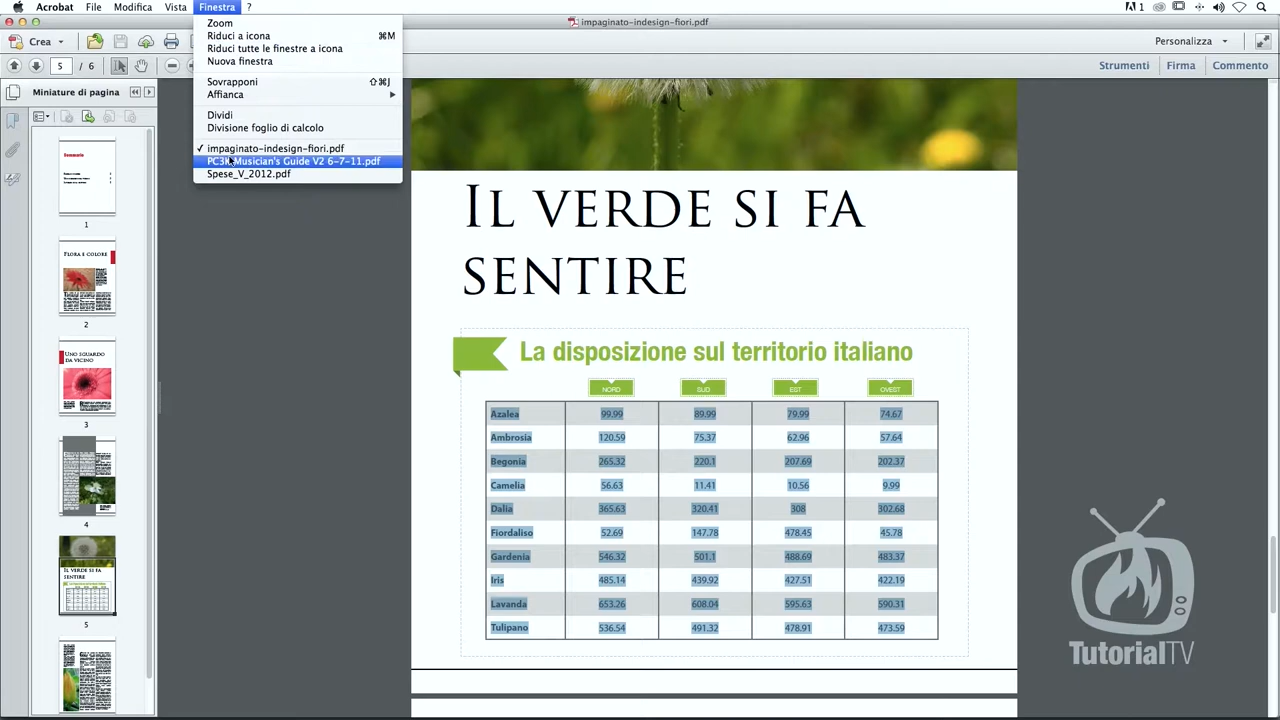 Acrobat File Modifica Vista Finestra ?
1
impaginato-indesign-fiori.pdf
Crea
Personalizza
5 / 6
Strumenti Firma Commento
Miniature di pagina
Zoom
Riduci a icona ⌘M
Riduci tutte le finestre a icona
Nuova finestra
Sovrapponi ⇧⌘J
Affianca
Dividi
Divisione foglio di calcolo
✓ impaginato-indesign-fiori.pdf
PC3K Musician's Guide V2 6-7-11.pdf
Spese_V_2012.pdf
Sommario
1
Flora e colore
2
Uno sguardo
da vicino
3
4
Il verde si fa
sentire
5
Il verde si fa
sentire
La disposizione sul territorio italiano
NORD SUD EST OVEST
Azalea 99.99 89.99 79.99 74.67
Ambrosia 120.59 75.37 62.96 57.64
Begonia 265.32 220.1 207.69 202.37
Camelia 56.63 11.41 10.56 9.99
Dalia 365.63 320.41 308 302.68
Fiordaliso 52.69 147.78 478.45 45.78
Gardenia 546.32 501.1 488.69 483.37
Iris 485.14 439.92 427.51 422.19
Lavanda 653.26 608.04 595.63 590.31
Tulipano 536.54 491.32 478.91 473.59
TutorialTV